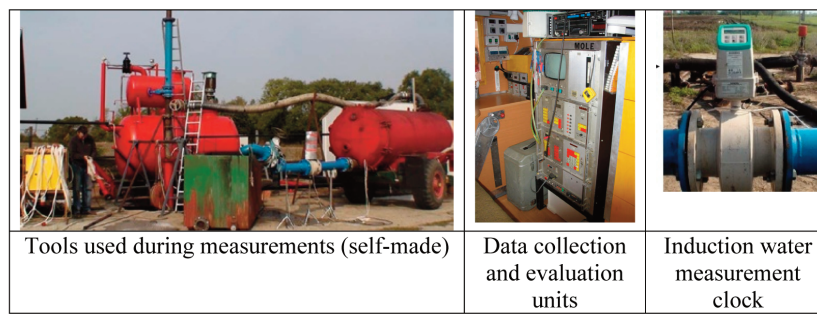 MOLE
Tools used during measurements (self-made)
Data collection
and evaluation
units
Induction water
measurement
clock